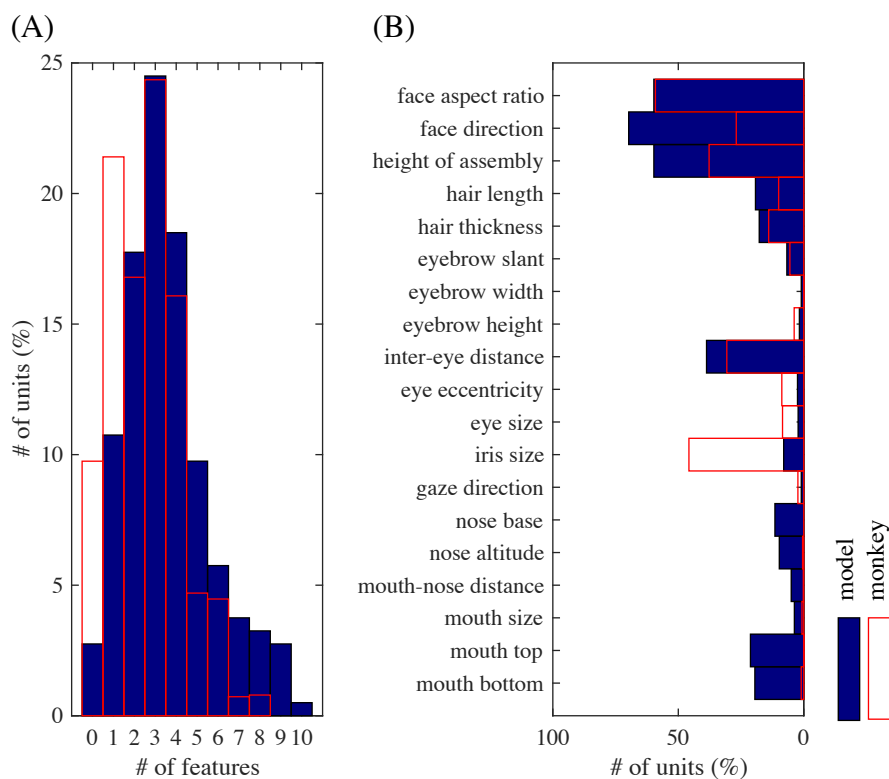 (A)
25
20
15
10
5
0
# of units (%)
0 1 2 3 4 5 6 7 8 9 10
# of features
(B)
face aspect ratio
face direction
height of assembly
hair length
hair thickness
eyebrow slant
eyebrow width
eyebrow height
inter-eye distance
eye eccentricity
eye size
iris size
gaze direction
nose base
nose altitude
mouth-nose distance
mouth size
mouth top
mouth bottom
100 50 0
# of units (%)
model
monkey